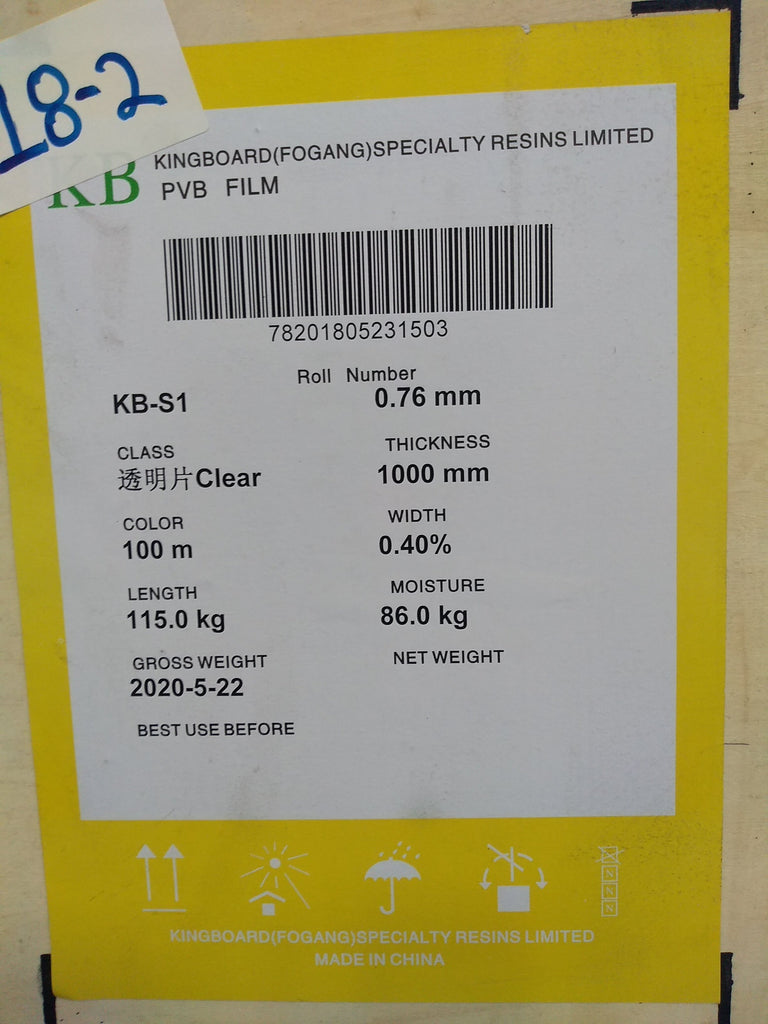 18-2
KB
KINGBOARD(FOGANG)SPECIALTY RESINS LIMITED
PVB FILM
78201805231503
Roll Number
KB-S1 0.76 mm
CLASS THICKNESS
透明片Clear 1000 mm
COLOR WIDTH
100 m 0.40%
LENGTH MOISTURE
115.0 kg 86.0 kg
GROSS WEIGHT NET WEIGHT
2020-5-22
BEST USE BEFORE
KINGBOARD(FOGANG)SPECIALTY RESINS LIMITED
MADE IN CHINA